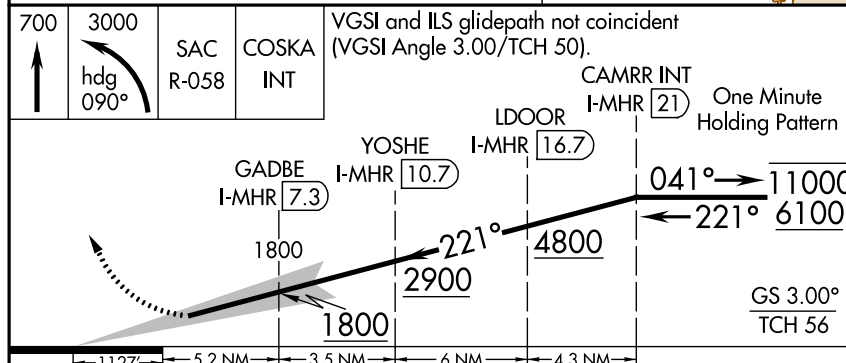 700
3000
hdg
090°
SAC
R-058
COSKA
INT
VGSI and ILS glidepath not coincident
(VGSI Angle 3.00/TCH 50).
CAMRR INT
I-MHR 21
One Minute
Holding Pattern
LDOOR
I-MHR 16.7
YOSHE
I-MHR 10.7
GADBE
I-MHR 7.3
041°
11000
221°
6100
221°
4800
1800
2900
1800
GS 3.00°
TCH 56
1127'
5.2 NM
3.5 NM
6 NM
4.3 NM